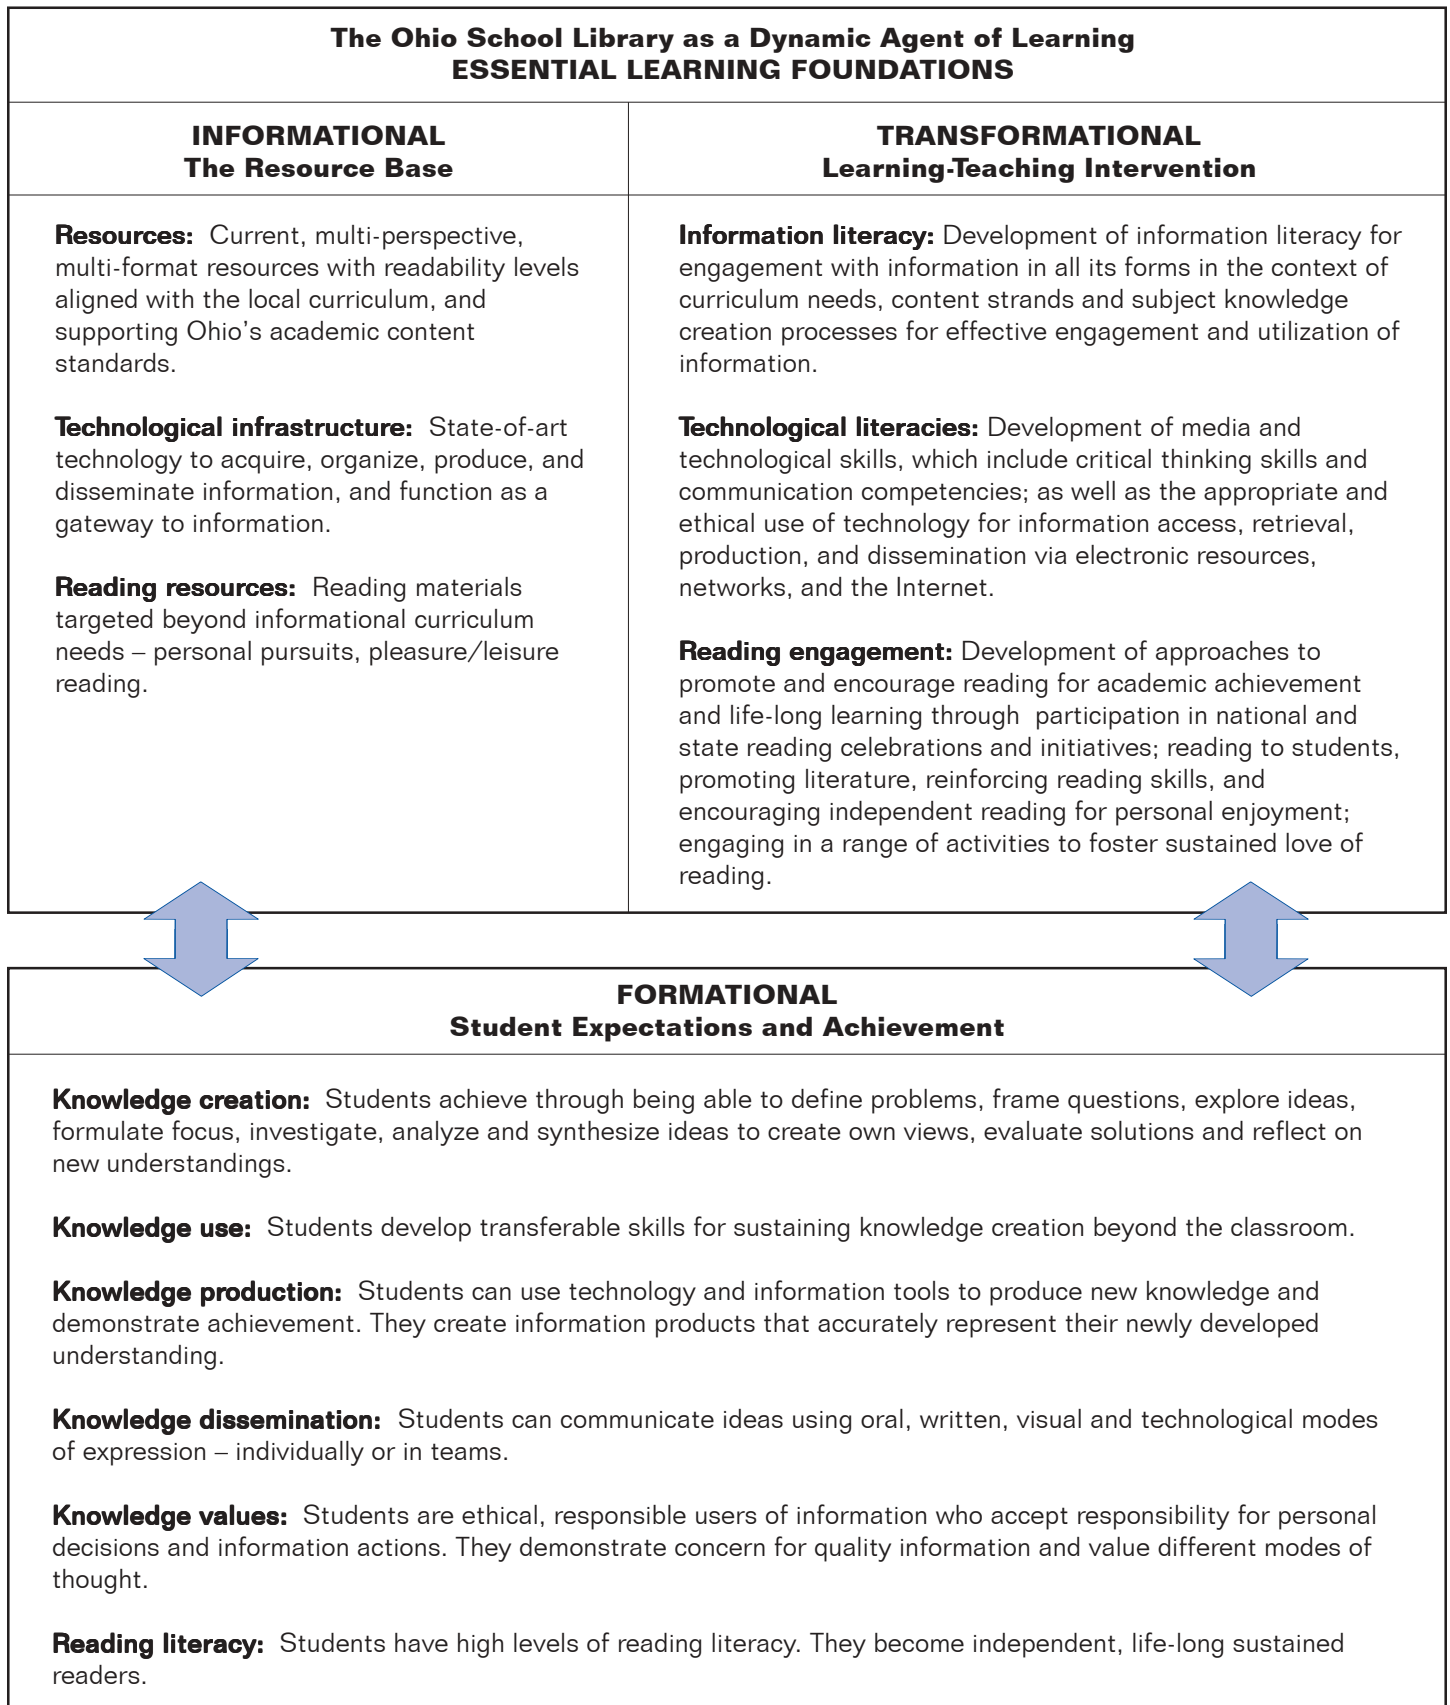 The Ohio School Library as a Dynamic Agent of Learning
ESSENTIAL LEARNING FOUNDATIONS
INFORMATIONAL
The Resource Base
Resources: Current, multi-perspective,
multi-format resources with readability levels
aligned with the local curriculum, and
supporting Ohio's academic content
standards.
Technological infrastructure: State-of-art
technology to acquire, organize, produce, and
disseminate information, and function as a
gateway to information.
Reading resources: Reading materials
targeted beyond informational curriculum
needs – personal pursuits, pleasure/leisure
reading.
TRANSFORMATIONAL
Learning-Teaching Intervention
Information literacy: Development of information literacy for
engagement with information in all its forms in the context of
curriculum needs, content strands and subject knowledge
creation processes for effective engagement and utilization of
information.
Technological literacies: Development of media and
technological skills, which include critical thinking skills and
communication competencies; as well as the appropriate and
ethical use of technology for information access, retrieval,
production, and dissemination via electronic resources,
networks, and the Internet.
Reading engagement: Development of approaches to
promote and encourage reading for academic achievement
and life-long learning through participation in national and
state reading celebrations and initiatives; reading to students,
promoting literature, reinforcing reading skills, and
encouraging independent reading for personal enjoyment;
engaging in a range of activities to foster sustained love of
reading.
FORMATIONAL
Student Expectations and Achievement
Knowledge creation: Students achieve through being able to define problems, frame questions, explore ideas,
formulate focus, investigate, analyze and synthesize ideas to create own views, evaluate solutions and reflect on
new understandings.
Knowledge use: Students develop transferable skills for sustaining knowledge creation beyond the classroom.
Knowledge production: Students can use technology and information tools to produce new knowledge and
demonstrate achievement. They create information products that accurately represent their newly developed
understanding.
Knowledge dissemination: Students can communicate ideas using oral, written, visual and technological modes
of expression – individually or in teams.
Knowledge values: Students are ethical, responsible users of information who accept responsibility for personal
decisions and information actions. They demonstrate concern for quality information and value different modes of
thought.
Reading literacy: Students have high levels of reading literacy. They become independent, life-long sustained
readers.